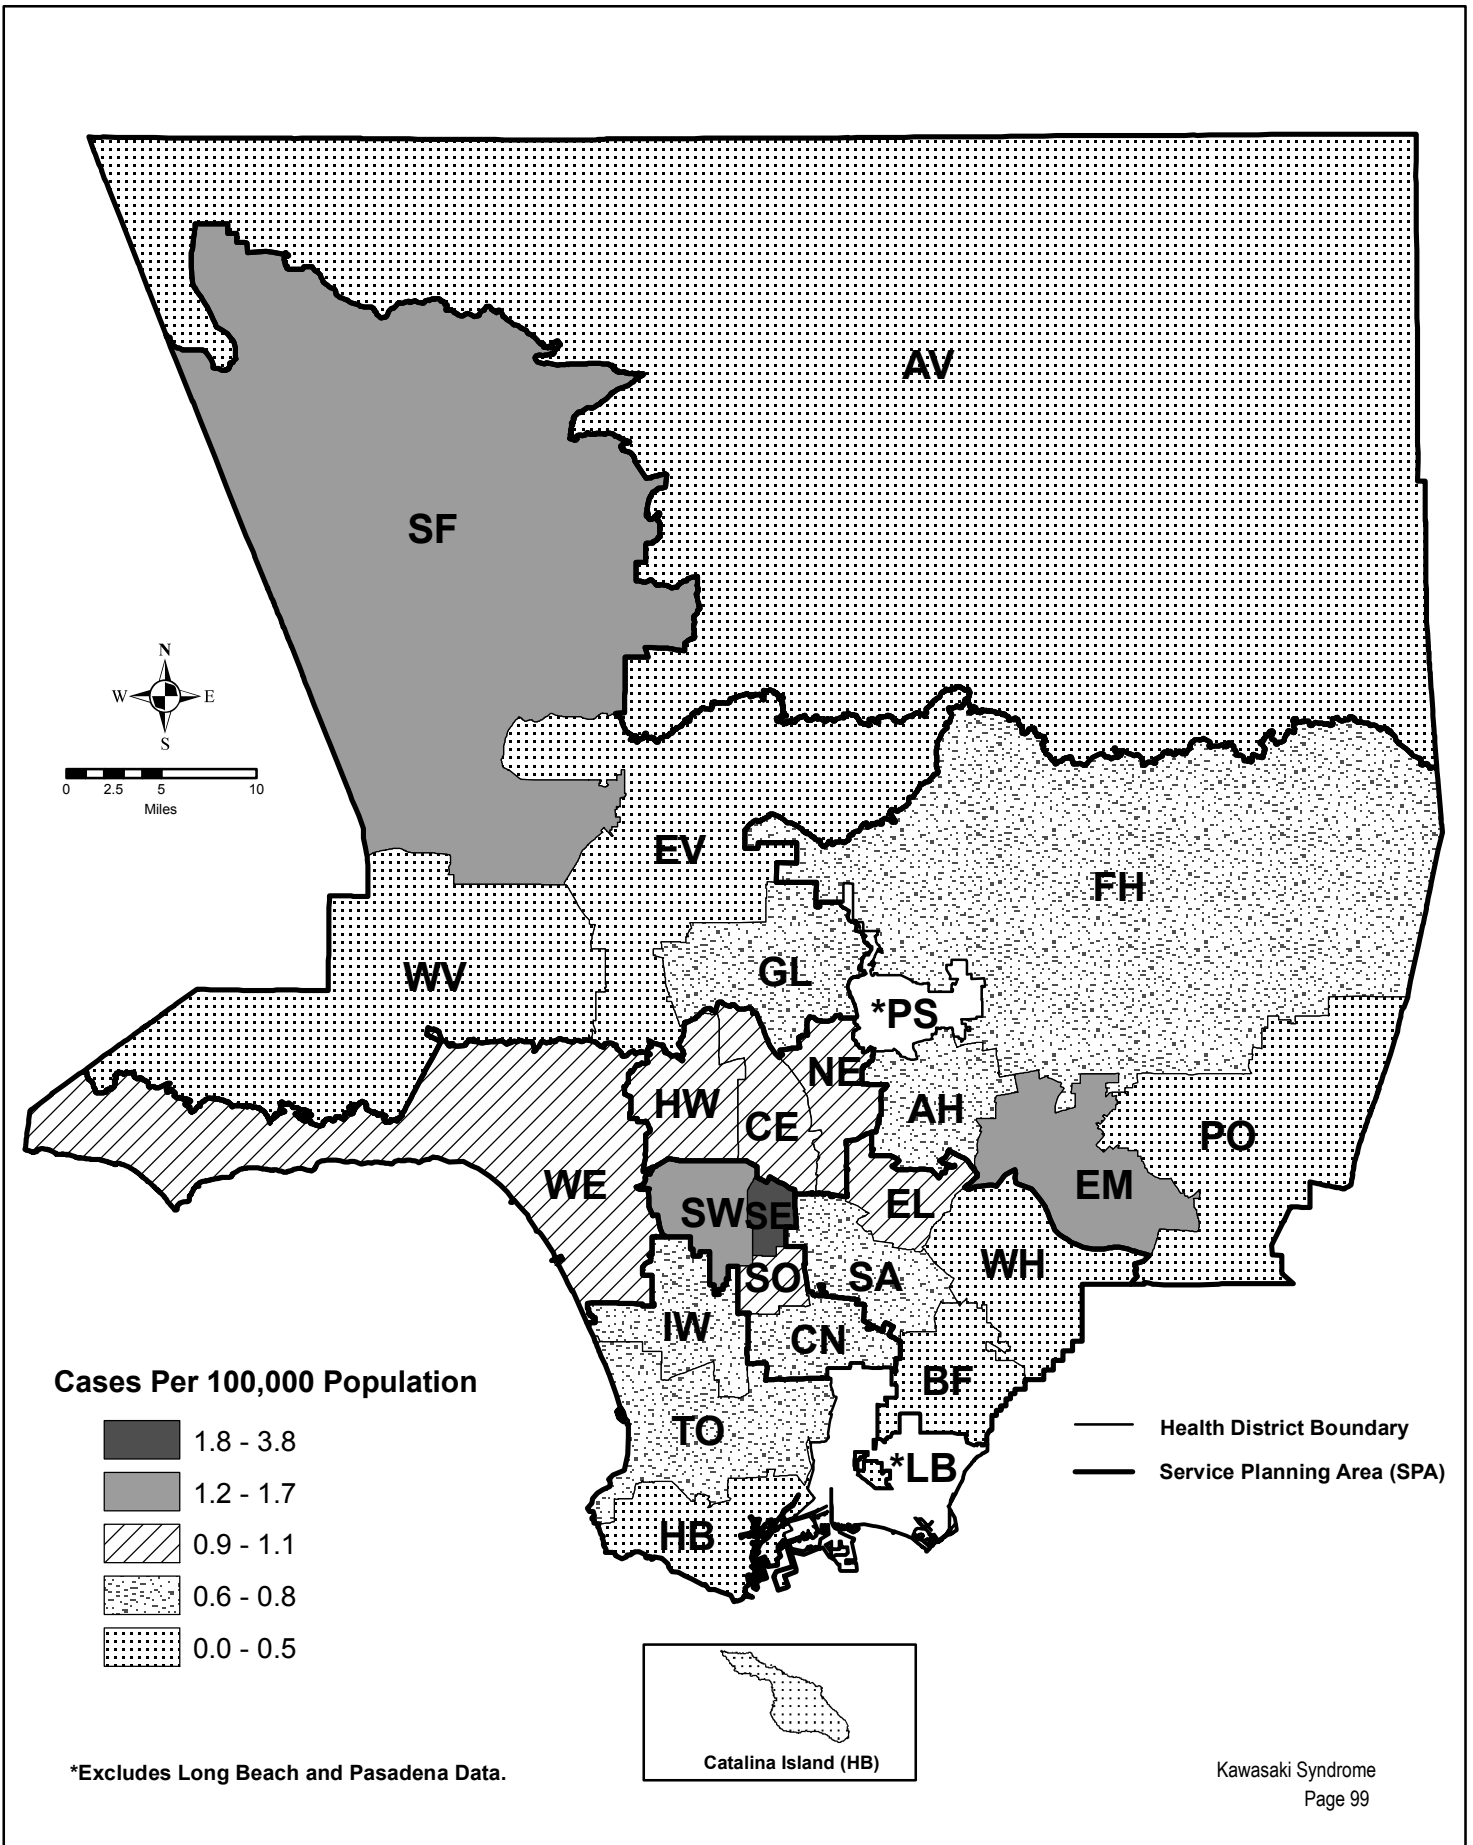 AV
SF
N
W E
S
0 2.5 5 10
Miles
EV
FH
WV
GL
*PS
NE
HW
AH
CE
PO
WE
EM
EL
SW
SE
WH
SO
SA
IW
CN
BF
Cases Per 100,000 Population
TO
Health District Boundary
1.8 - 3.8
*LB
Service Planning Area (SPA)
1.2 - 1.7
HB
0.9 - 1.1
0.6 - 0.8
0.0 - 0.5
Catalina Island (HB)
*Excludes Long Beach and Pasadena Data.
Kawasaki Syndrome
Page 99